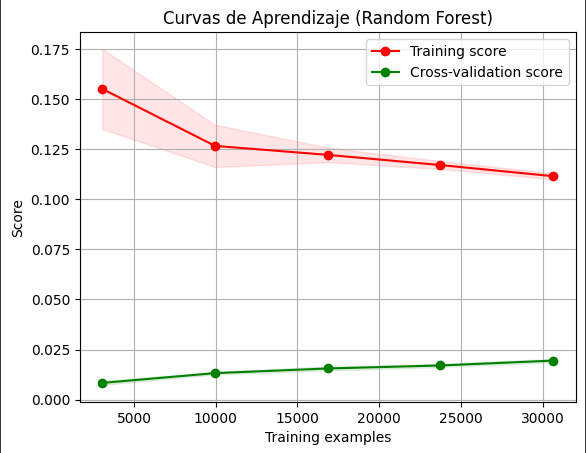 Curvas de Aprendizaje (Random Forest)
Training score
Cross-validation score
0.175
0.150
0.125
0.100
0.075
0.050
0.025
0.000
Score
5000 10000 15000 20000 25000 30000
Training examples